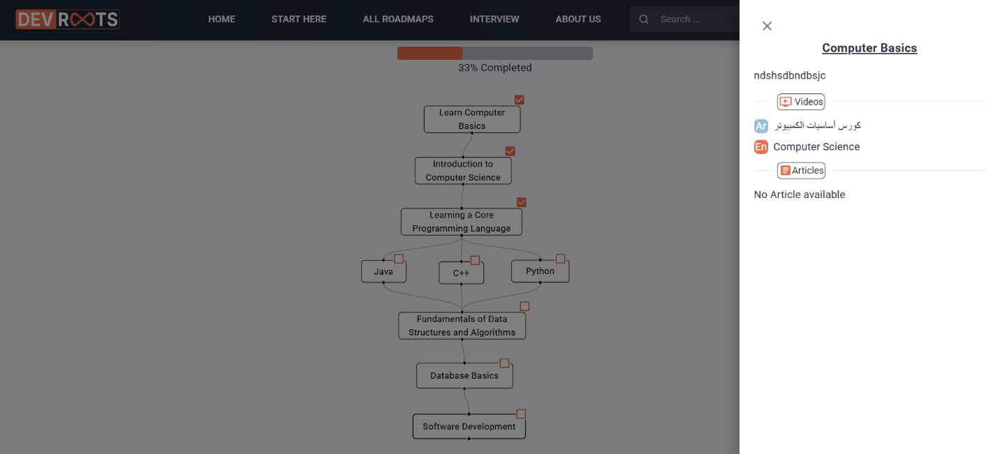 DEV ROOTS
HOME
START HERE
ALL ROADMAPS
INTERVIEW
ABOUT US
Search ...
33% Completed
Learn Computer
Basics
Introduction to
Computer Science
Learning a Core
Programming Language
Java
C++
Python
Fundamentals of Data
Structures and Algorithms
Database Basics
Software Development
Computer Basics
ndshsdbndbsjc
Videos
Ar كورس أساسيات الكمبيوتر
En Computer Science
Articles
No Article available